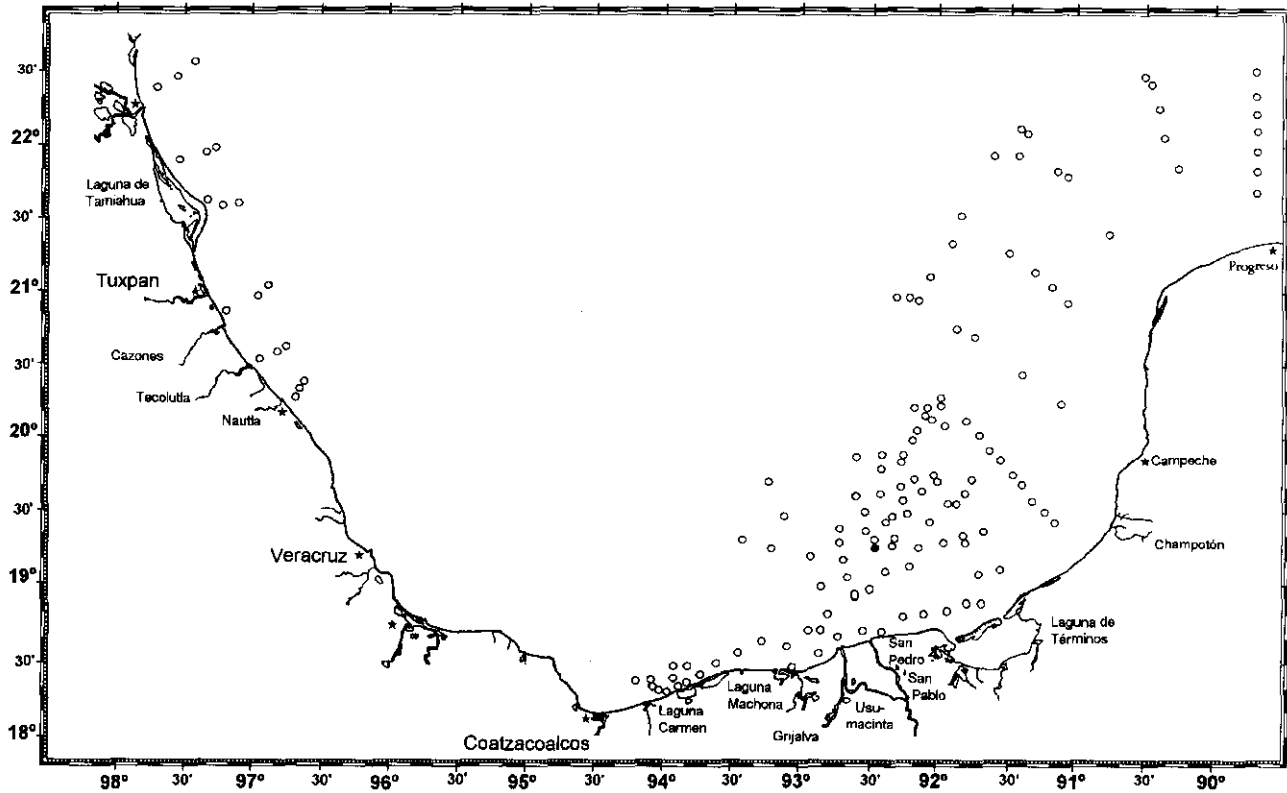 30'
22°
Laguna de
Tamiahua
30'
Tuxpan
21°
Progreso
Cazones
30'
Tecolutla
Nautla
20°
Campeche
30'
Champotón
Veracruz
19°
Laguna de
Términos
San
Pedro
30'
San
Pablo
Laguna
Machona
Laguna
Carmen
Usu-
macinta
Grijalva
18°
Coatzacoalcos
98° 30' 97° 30' 96° 30' 95° 30' 94° 30' 93° 30' 92° 30' 91° 30' 90°